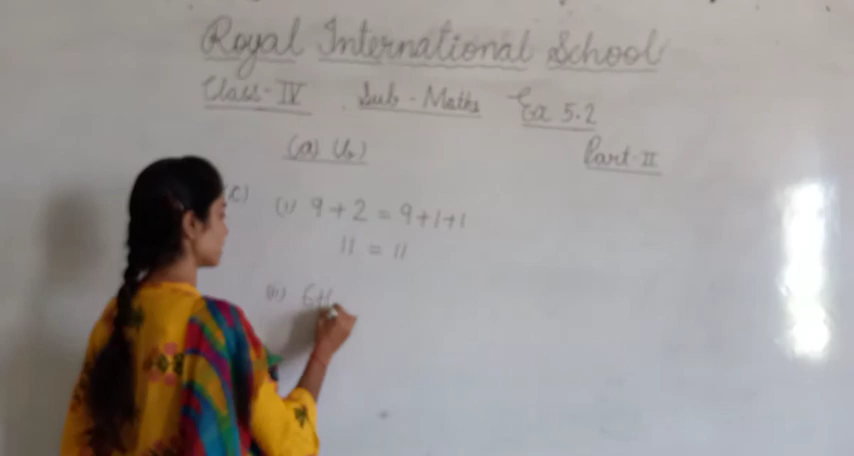 Royal International School
Class-IV Sub-Maths Ex 5.2
(a) (b) Part-II
(C) (i) 9+2 = 9+1+1
11 = 11
(ii) 6+